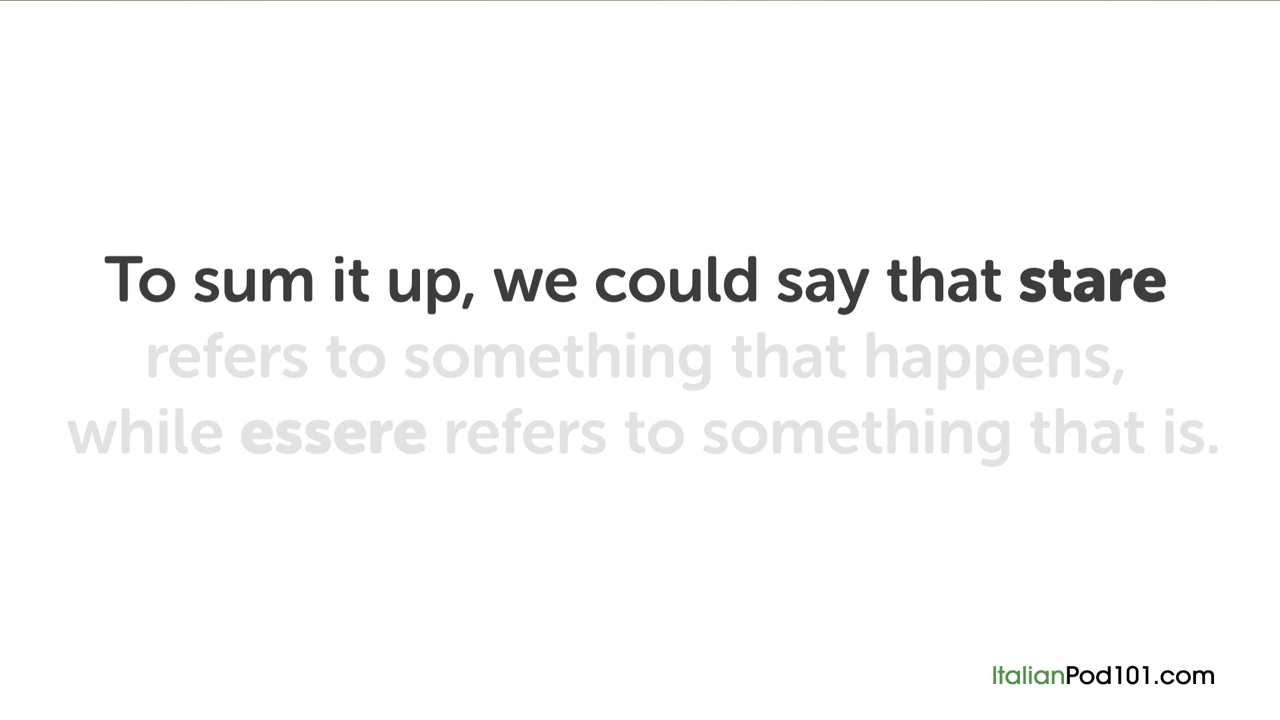 To sum it up, we could say that stare
refers to something that happens,
while essere refers to something that is.
ItalianPod101.com